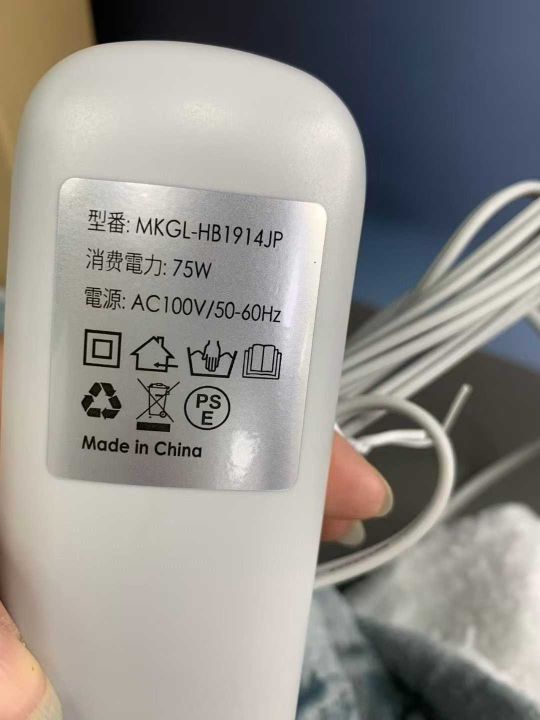 型番: MKGL-HB1914JP
消费電力: 75W
電源: AC100V/50-60Hz
PS
E
Made in China